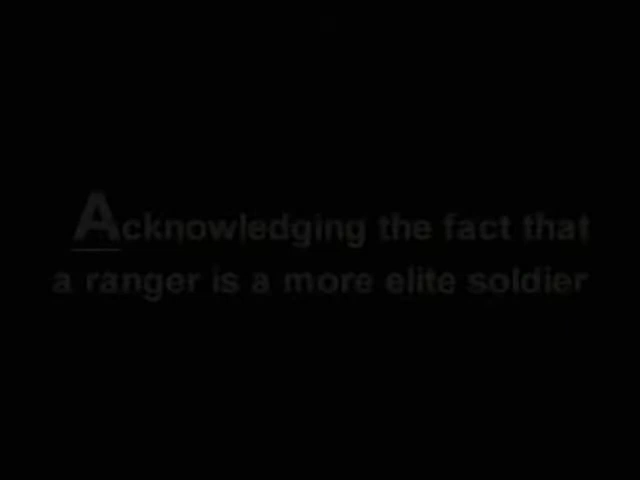 Acknowledging the fact that
a ranger is a more elite soldier